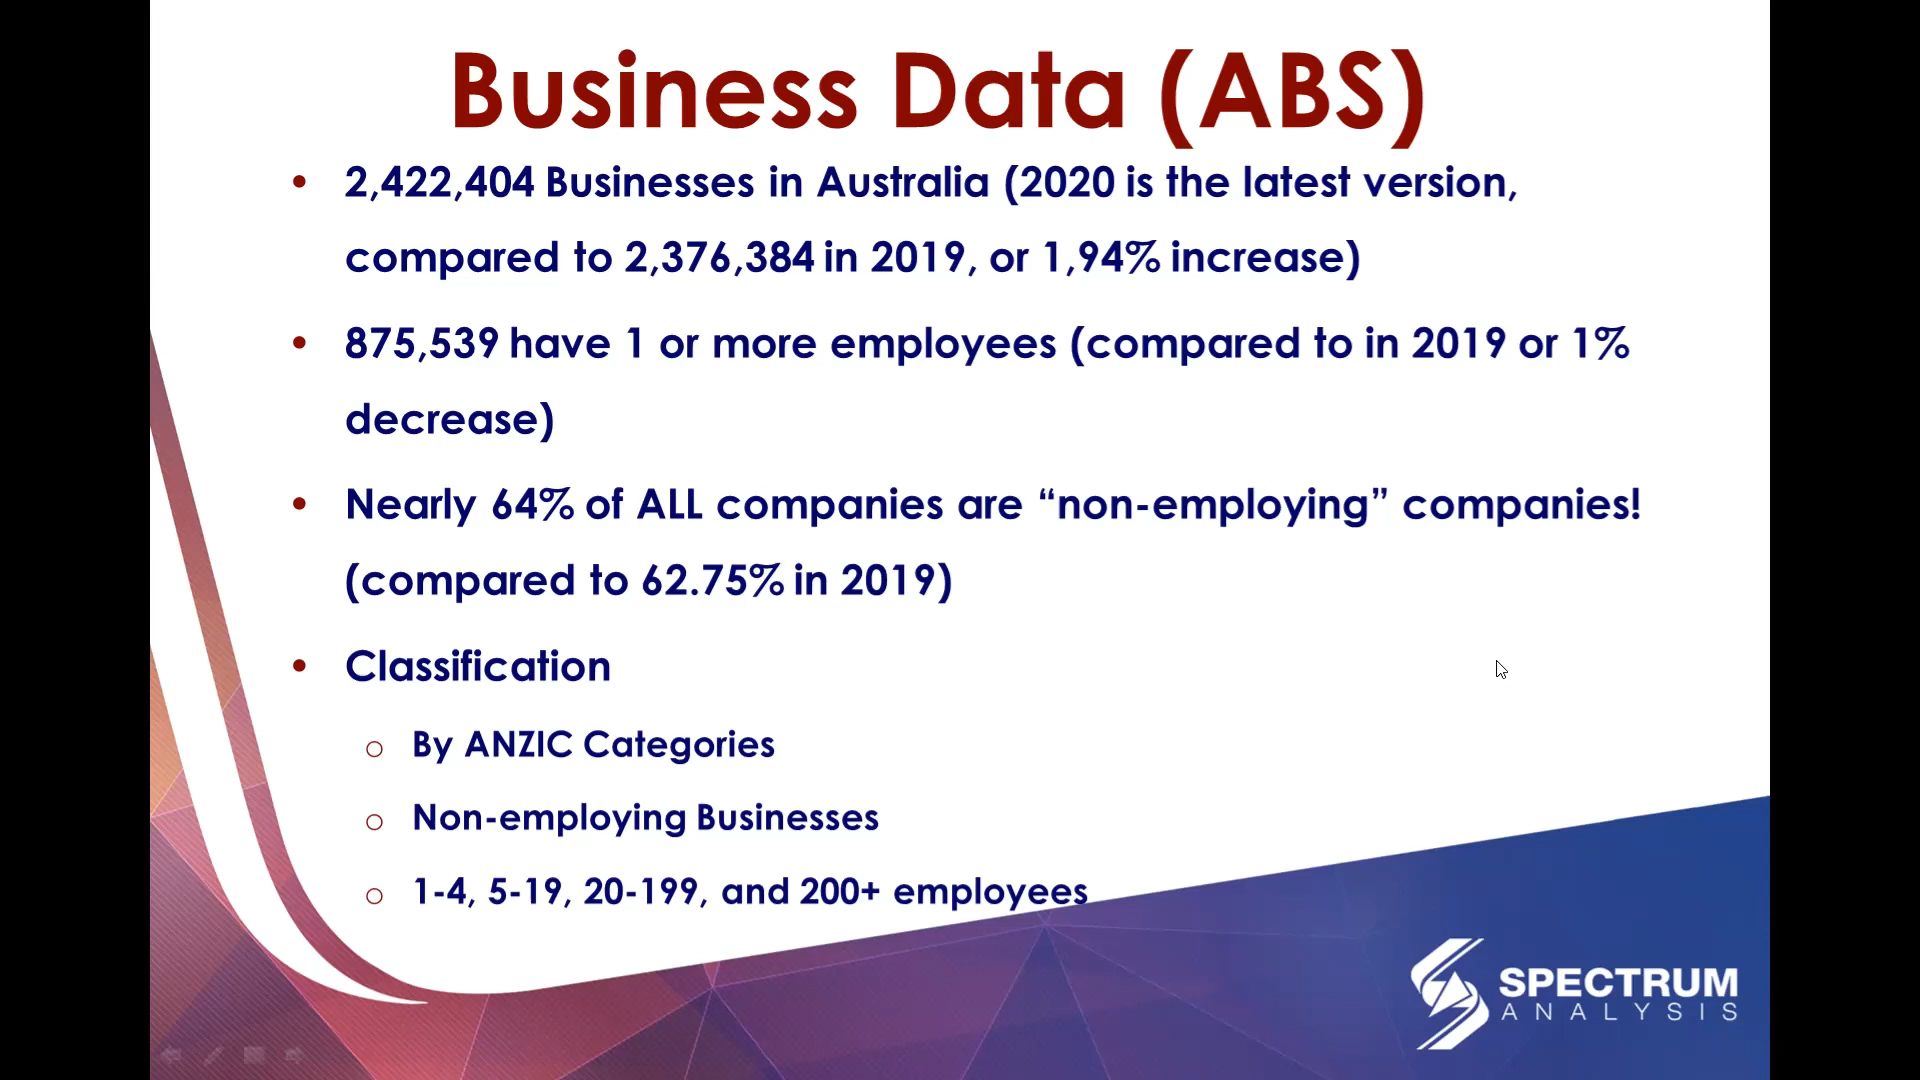 Business Data (ABS)
• 2,422,404 Businesses in Australia (2020 is the latest version,
compared to 2,376,384 in 2019, or 1,94% increase)
• 875,539 have 1 or more employees (compared to in 2019 or 1%
decrease)
• Nearly 64% of ALL companies are “non-employing” companies!
(compared to 62.75% in 2019)
• Classification
o By ANZIC Categories
o Non-employing Businesses
o 1-4, 5-19, 20-199, and 200+ employees
SPECTRUM
ANALYSIS